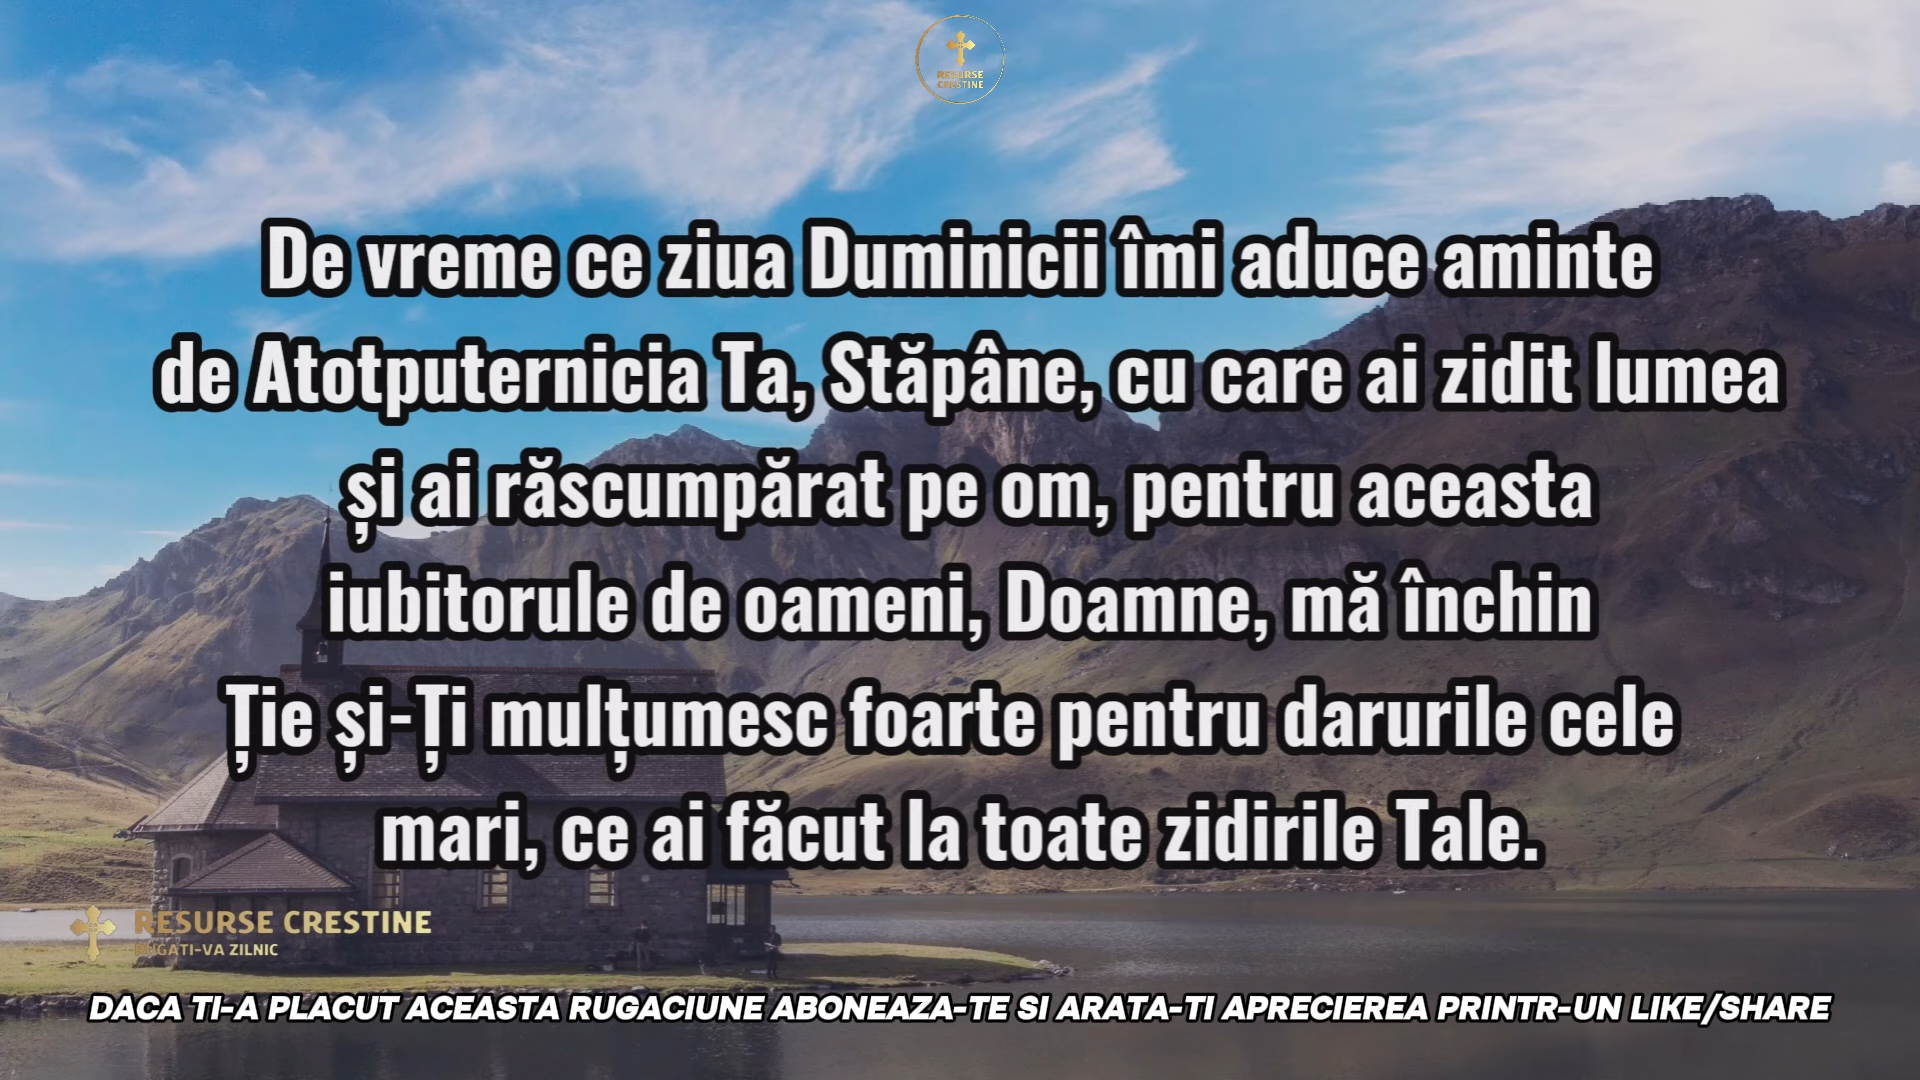 RESURSE
CRESTINE
De vreme ce ziua Duminicii îmi aduce aminte
de Atotputernicia Ta, Stăpâne, cu care ai zidit lumea
și ai răscumpărat pe om, pentru aceasta
iubitorule de oameni, Doamne, mă închin
Ție și-Ți mulțumesc foarte pentru darurile cele
mari, ce ai făcut la toate zidirile Tale.
RESURSE CRESTINE
RUGATI-VA ZILNIC
DACA TI-A PLACUT ACEASTA RUGACIUNE ABONEAZA-TE SI ARATA-TI APRECIEREA PRINTR-UN LIKE/SHARE